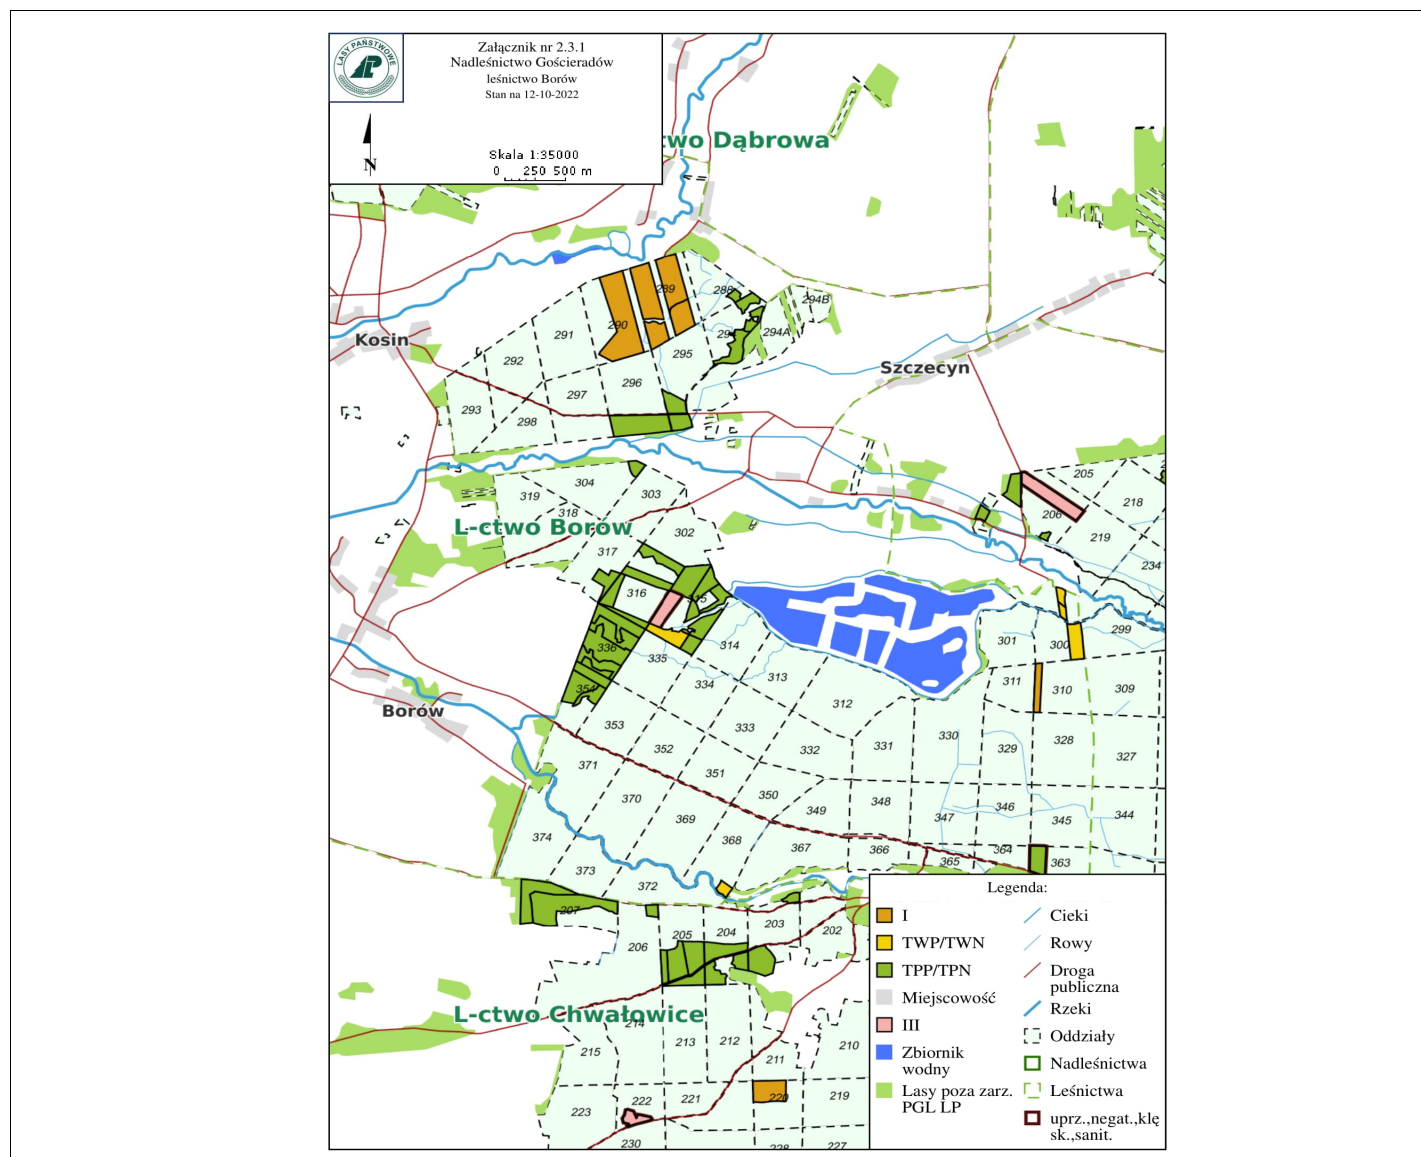 LASY PAŃSTWOWE
Załącznik nr 2.3.1
Nadleśnictwo Gościeradów
leśnictwo Borów
Stan na 12-10-2022
N
Skala 1:35000
0 250 500 m
two Dąbrowa
288
289
294B
290
291
294A
295
292
296
297
293
298
Kosin
Szczecyn
304
319
318
303
302
317
L-ctwo Borów
205
218
206
219
234
316
336
335
314
313
334
354
312
301
300
299
311
310
309
Borów
353
333
352
332
331
330
329
328
327
371
351
370
350
349
348
347
346
345
344
369
368
367
366
365
364
363
374
373
372
207
206
205
204
203
202
L-ctwo Chwałowice
214
215
213
212
211
210
223
222
221
220
219
230
228
227
Legenda:
I
TWP/TWN
TPP/TPN
Miejscowość
III
Zbiornik
wodny
Lasy poza zarz.
PGL LP
Cieki
Rowy
Droga
publiczna
Rzeki
Oddziały
Nadleśnictwa
Leśnictwa
uprz.,negat.,klę
sk.,sanit.